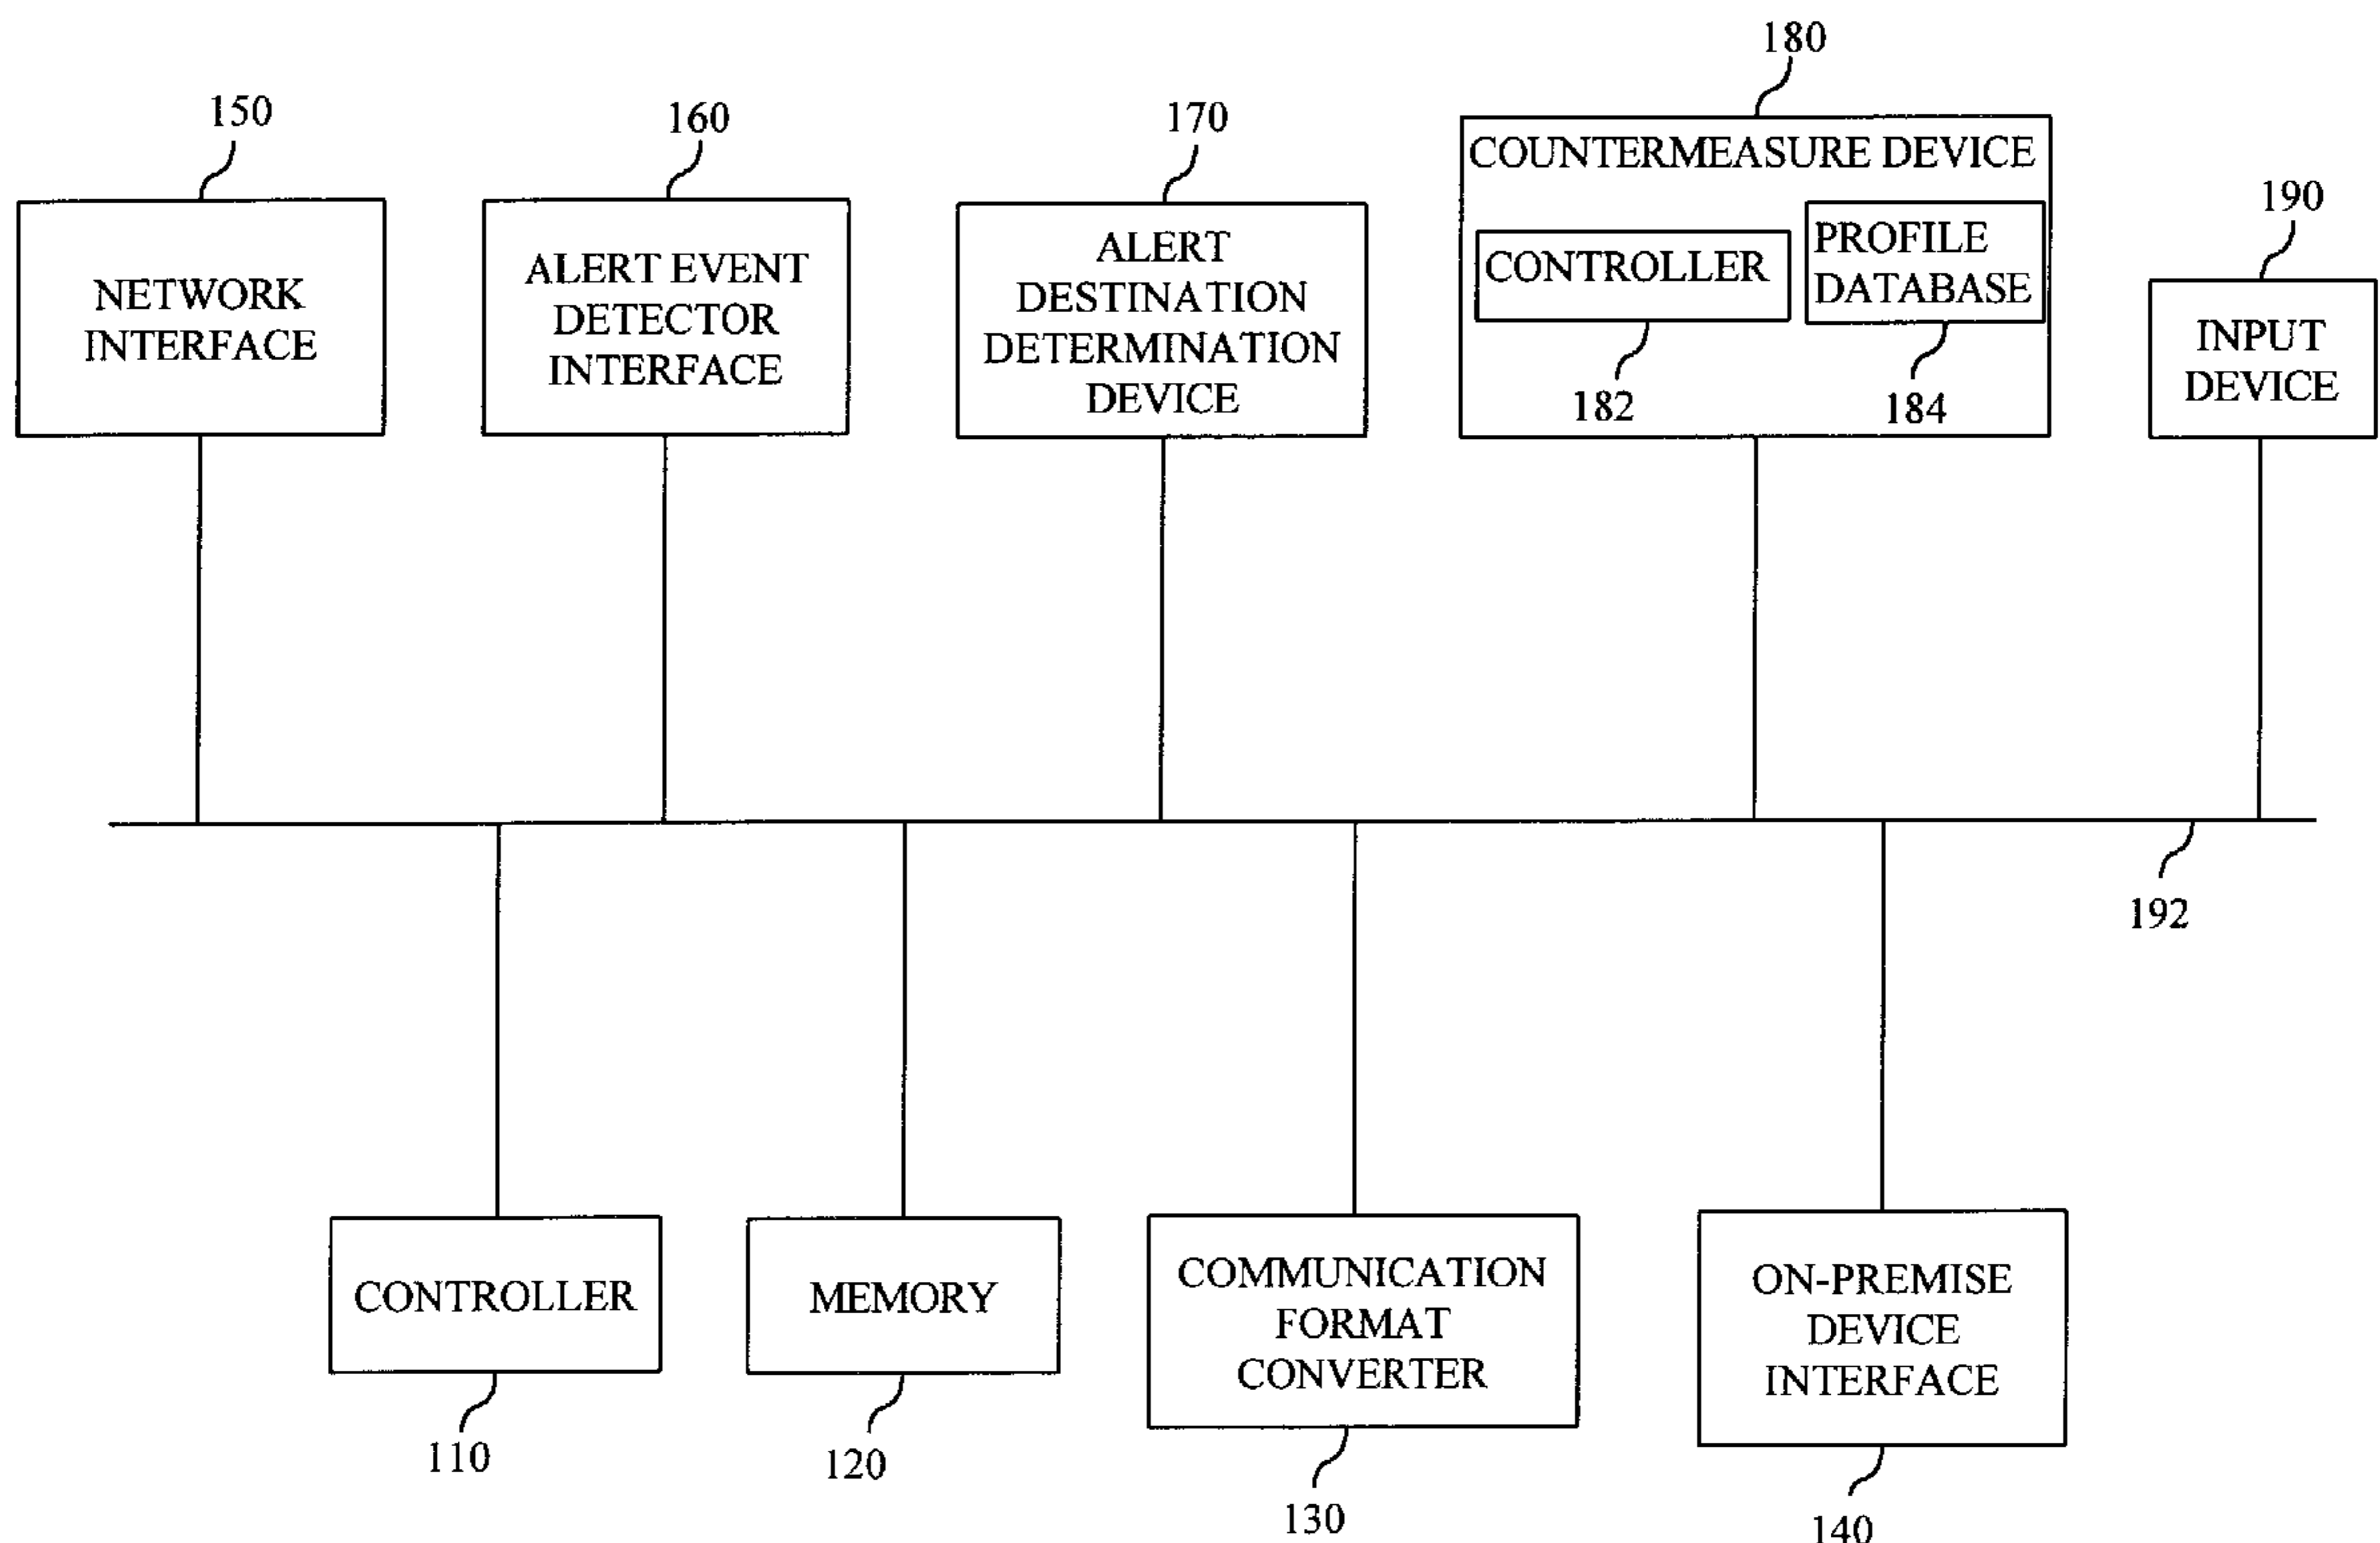 180
150
160
170
COUNTERMEASURE DEVICE
190
NETWORK
INTERFACE
ALERT EVENT
DETECTOR
INTERFACE
ALERT
DESTINATION
DETERMINATION
DEVICE
CONTROLLER
PROFILE
DATABASE
182
184
INPUT
DEVICE
192
CONTROLLER
MEMORY
COMMUNICATION
FORMAT
CONVERTER
ON-PREMISE
DEVICE
INTERFACE
110
120
130
140